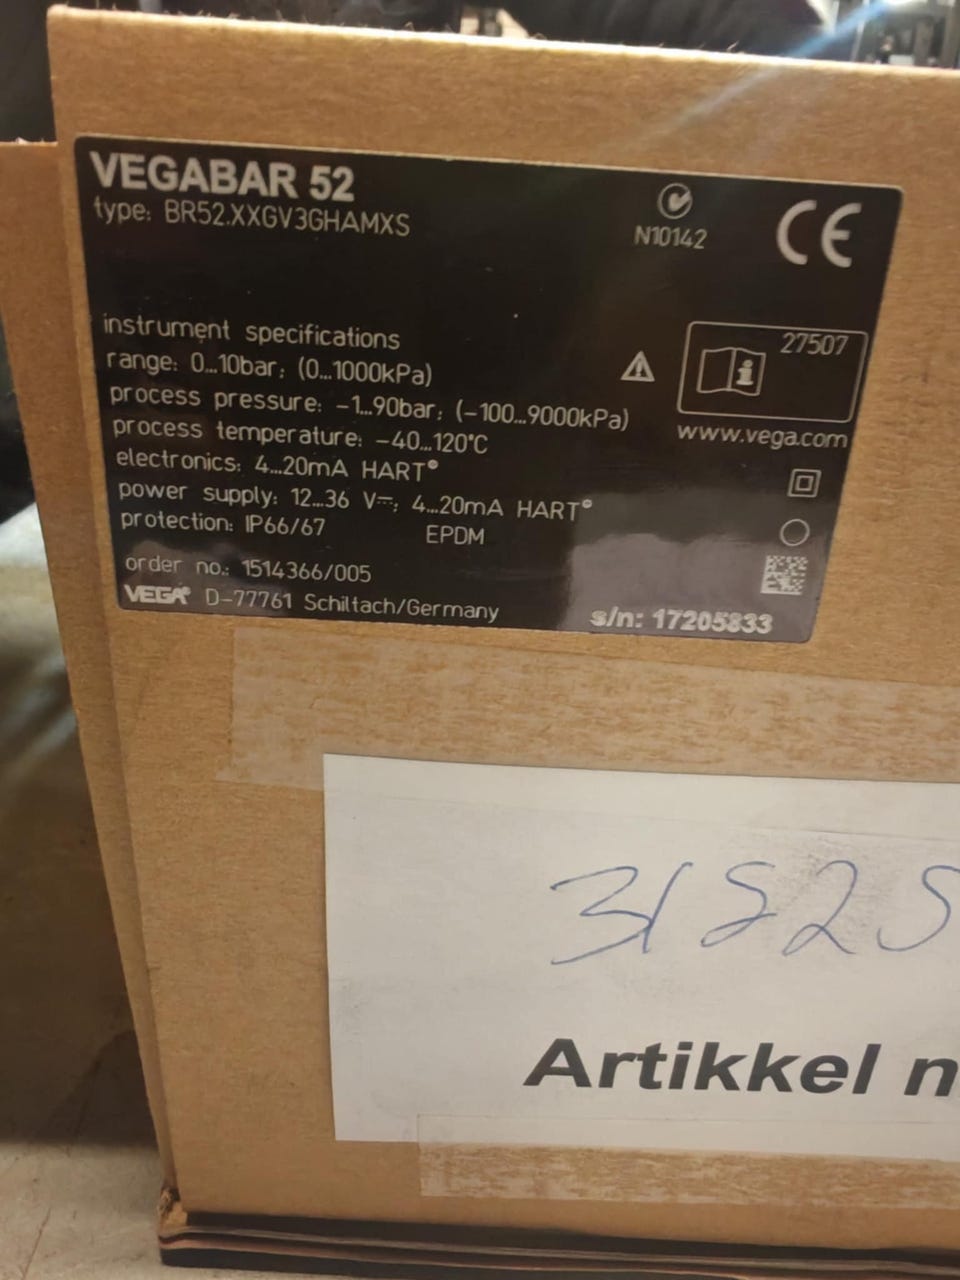 VEGABAR 52
type: BR52.XXGV3GHAMXS
N10142
CE
instrument specifications
range: 0...10bar; (0...1000kPa)
27507
process pressure: -1...90bar; (-100...9000kPa)
www.vega.com
process temperature: -40...120°C
electronics: 4...20mA HART®
power supply: 12...36 V⎓; 4...20mA HART®
protection: IP66/67 EPDM
order no.: 1514366/005
VEGA® D-77761 Schiltach/Germany
s/n: 17205833
Artikkel n